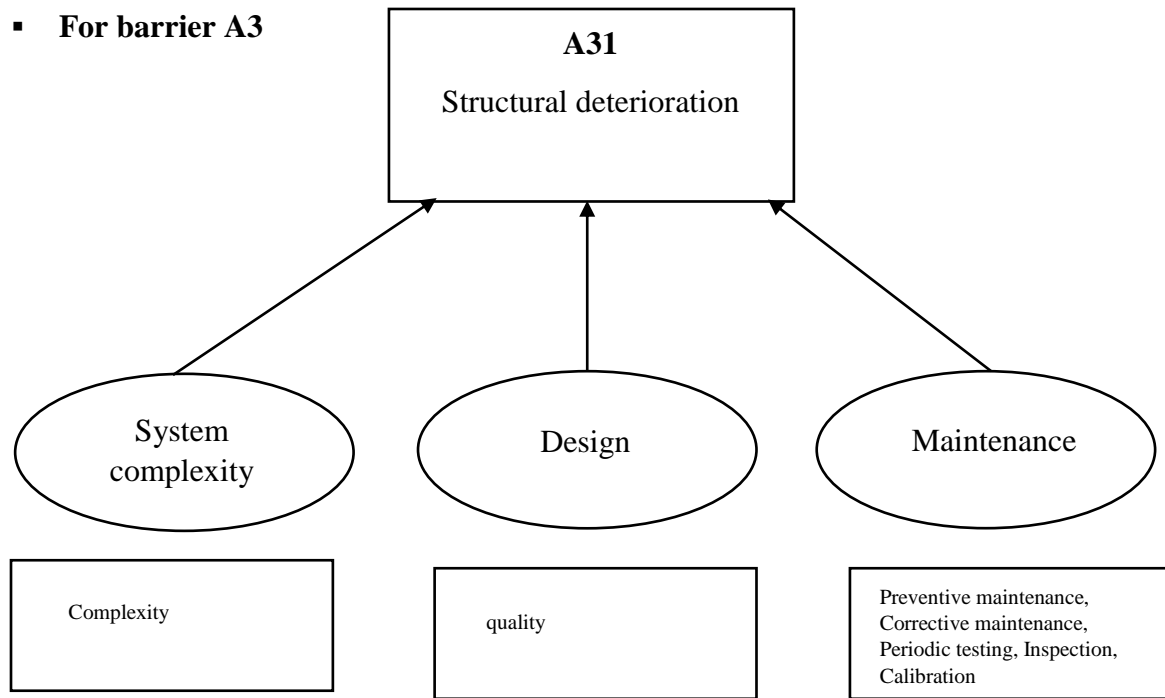 ▪ For barrier A3
A31
Structural deterioration
System
complexity
Design
Maintenance
Complexity
quality
Preventive maintenance,
Corrective maintenance,
Periodic testing, Inspection,
Calibration